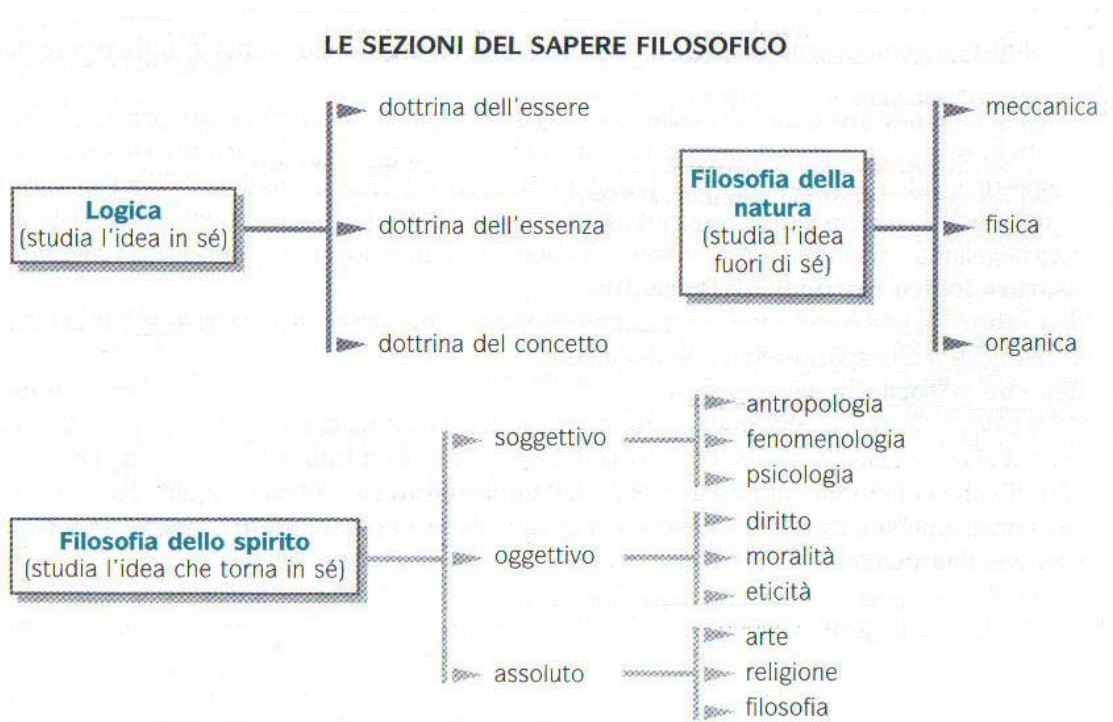 LE SEZIONI DEL SAPERE FILOSOFICO
Logica
(studia l'idea in sé)
dottrina dell'essere
dottrina dell'essenza
dottrina del concetto
Filosofia della
natura
(studia l'idea
fuori di sé)
meccanica
fisica
organica
Filosofia dello spirito
(studia l'idea che torna in sé)
soggettivo
antropologia
fenomenologia
psicologia
oggettivo
diritto
moralità
eticità
assoluto
arte
religione
filosofia